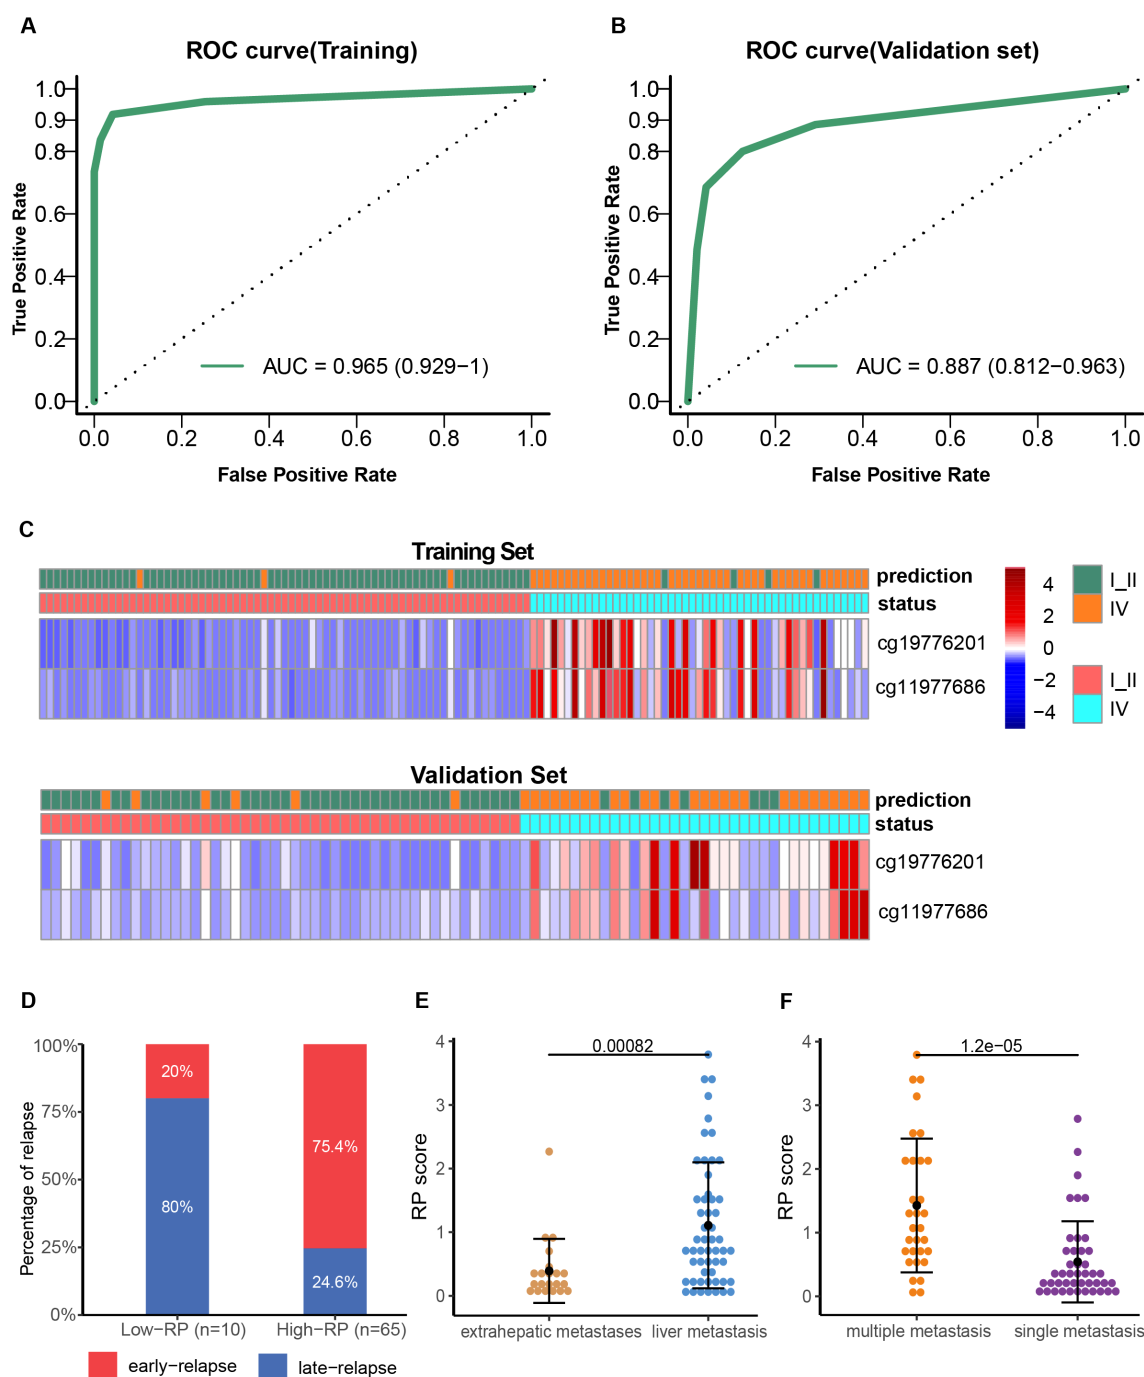 A
ROC curve(Training)
1.0
0.9
0.8
0.6
0.4
0.2
0.0
True Positive Rate
AUC = 0.965 (0.929−1)
0.0 0.2 0.4 0.6 0.8 1.0
False Positive Rate
B
ROC curve(Validation set)
1.0
0.9
0.8
0.6
0.4
0.2
0.0
True Positive Rate
AUC = 0.887 (0.812−0.963)
0.0 0.2 0.4 0.6 0.8 1.0
False Positive Rate
C
Training Set
prediction
status
cg19776201
cg11977686
4
2
0
−2
−4
I_II
IV
I_II
IV
Validation Set
prediction
status
cg19776201
cg11977686
D
Percentage of relapse
100%
75%
50%
25%
0%
20%
80%
75.4%
24.6%
Low−RP (n=10) High−RP (n=65)
early−relapse late−relapse
E
RP score
4
3
2
1
0
0.00082
extrahepatic metastases liver metastasis
F
RP score
4
3
2
1
0
1.2e−05
multiple metastasis single metastasis